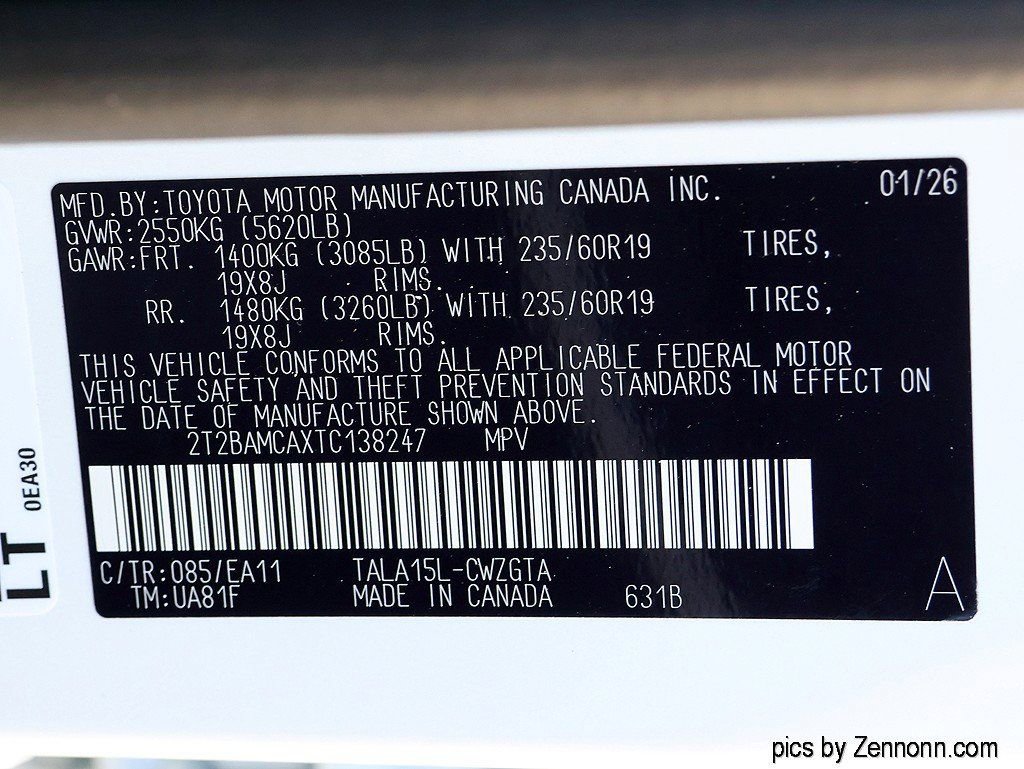 MFD.BY:TOYOTA MOTOR MANUFACTURING CANADA INC. 01/26
GVWR:2550KG (5620LB)
GAWR:FRT. 1400KG (3085LB) WITH 235/60R19 TIRES,
19X8J RIMS.
RR. 1480KG (3260LB) WITH 235/60R19 TIRES,
19X8J RIMS.
THIS VEHICLE CONFORMS TO ALL APPLICABLE FEDERAL MOTOR
VEHICLE SAFETY AND THEFT PREVENTION STANDARDS IN EFFECT ON
THE DATE OF MANUFACTURE SHOWN ABOVE.
2T2BAMCAXTC138247 MPV
C/TR:085/EA11 TALA15L-CWZGTA
TM:UA81F MADE IN CANADA 631B A
LT
0EA30
pics by Zennonn.com